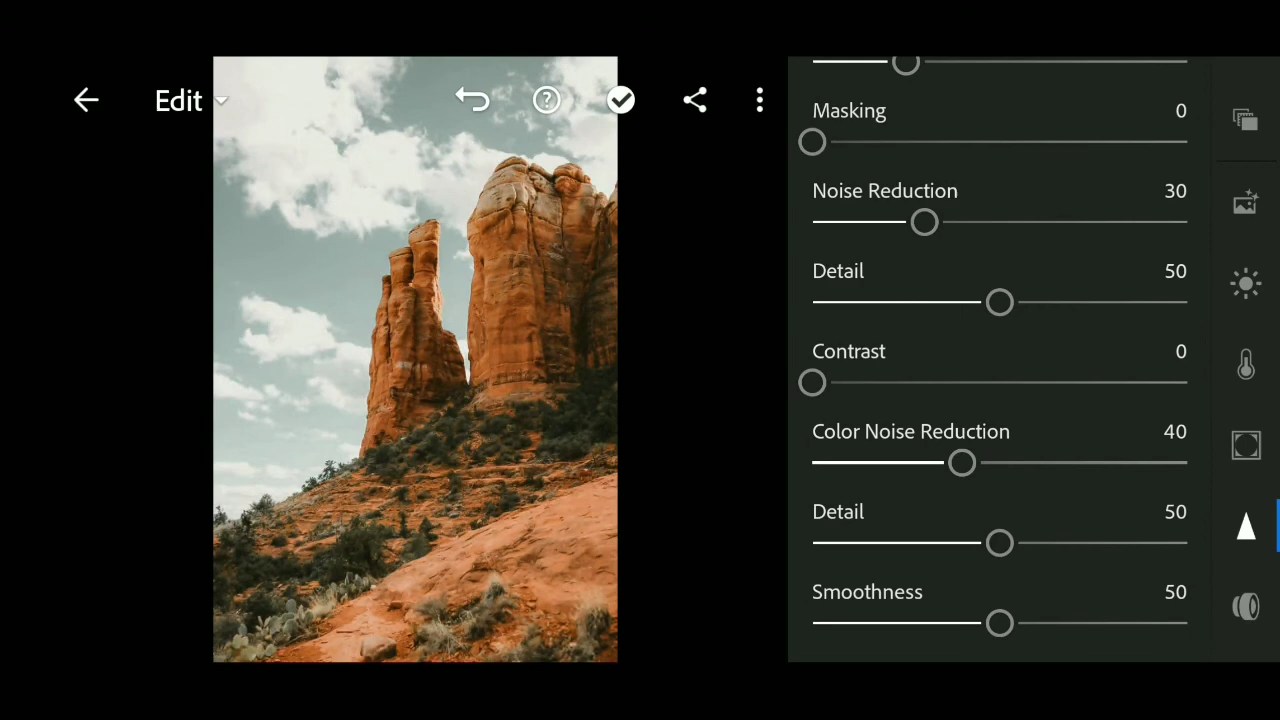 Edit
Masking 0
Noise Reduction 30
Detail 50
Contrast 0
Color Noise Reduction 40
Detail 50
Smoothness 50